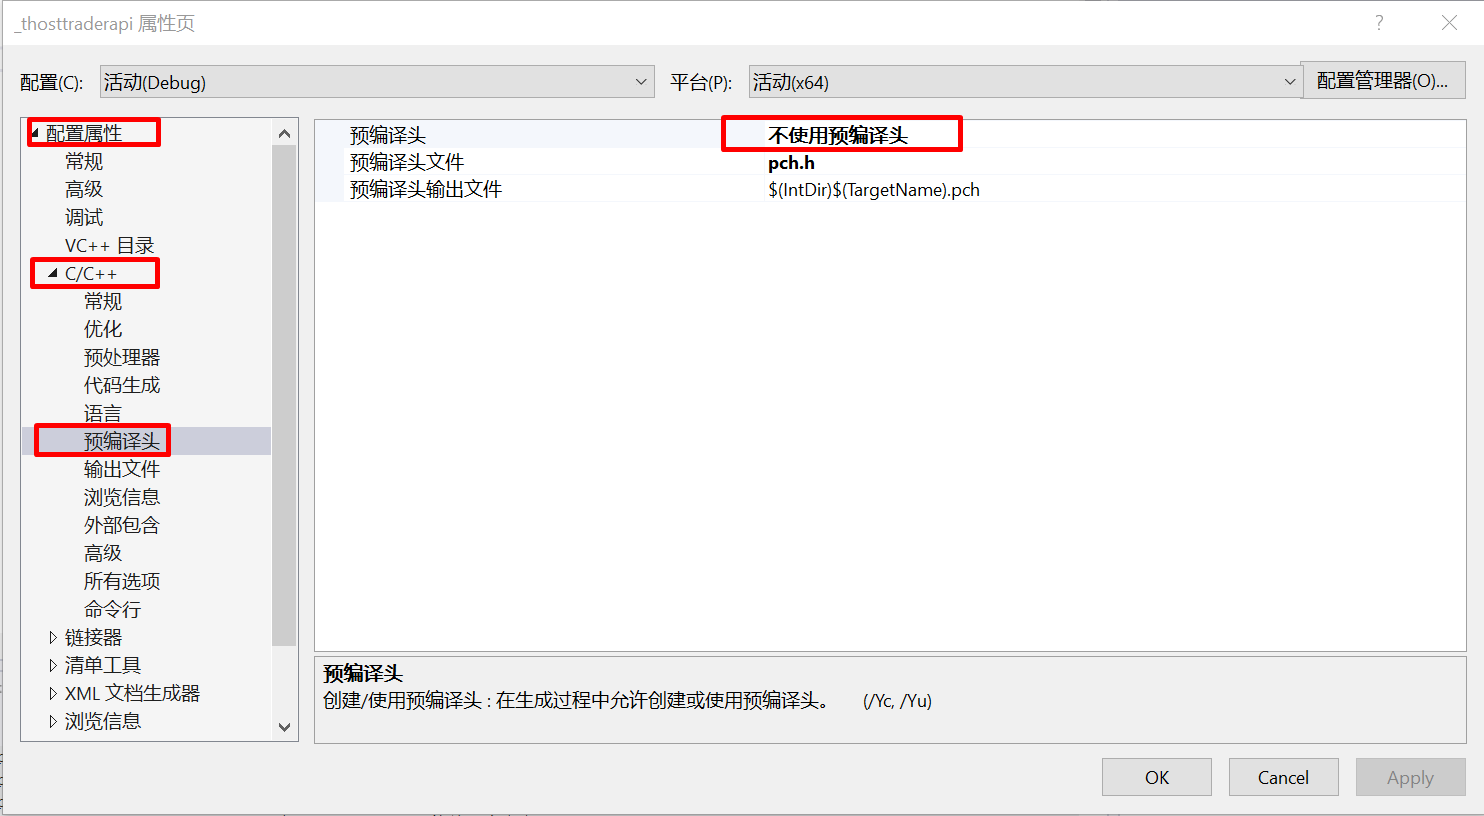 _thosttraderapi 属性页
配置(C): 活动(Debug) 平台(P): 活动(x64) 配置管理器(O)...
配置属性
常规
高级
调试
VC++ 目录
C/C++
常规
优化
预处理器
代码生成
语言
预编译头
输出文件
浏览信息
外部包含
高级
所有选项
命令行
链接器
清单工具
XML 文档生成器
浏览信息
预编译头 不使用预编译头
预编译头文件 pch.h
预编译头输出文件 $(IntDir)$(TargetName).pch
预编译头
创建/使用预编译头 : 在生成过程中允许创建或使用预编译头。 (/Yc, /Yu)
OK Cancel Apply